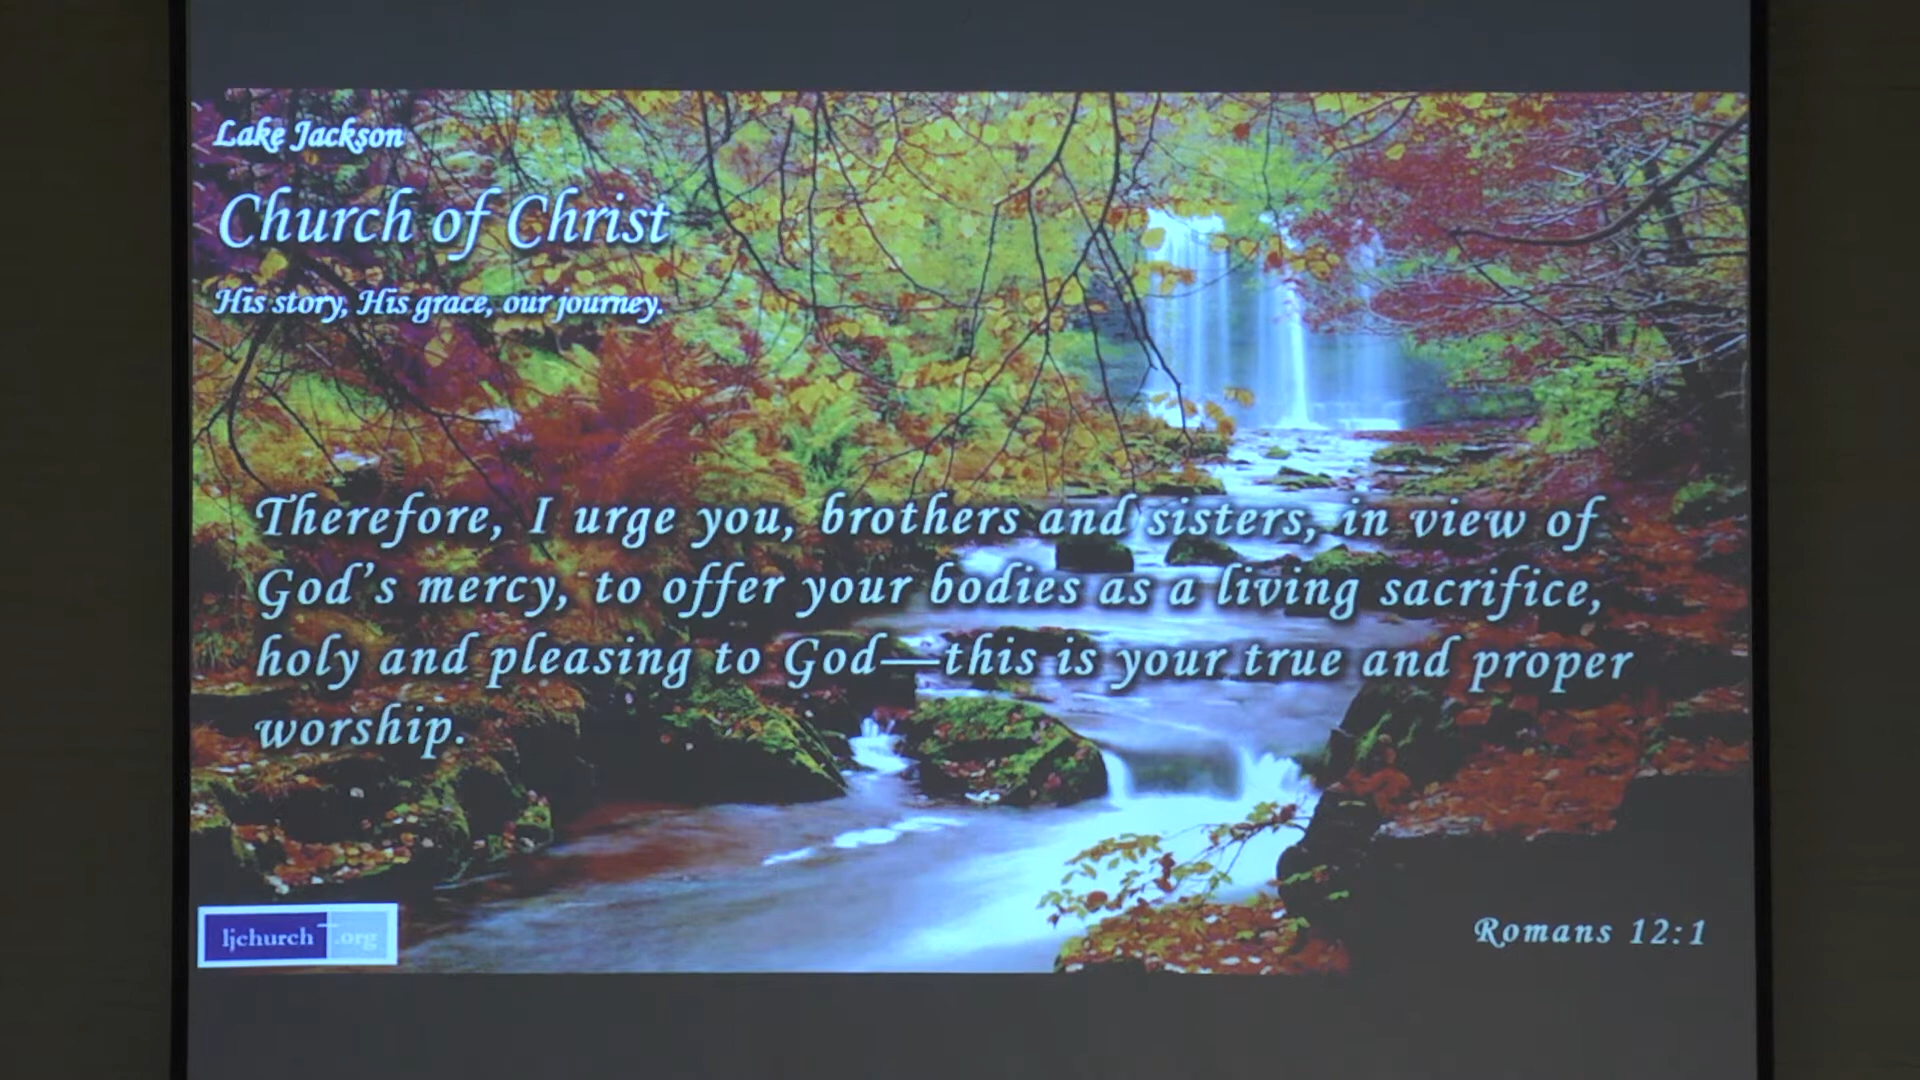 Lake Jackson
Church of Christ
His story, His grace, our journey.
Therefore, I urge you, brothers and sisters, in view of
God's mercy, to offer your bodies as a living sacrifice,
holy and pleasing to God—this is your true and proper
worship.
ljchurch .org
Romans 12:1